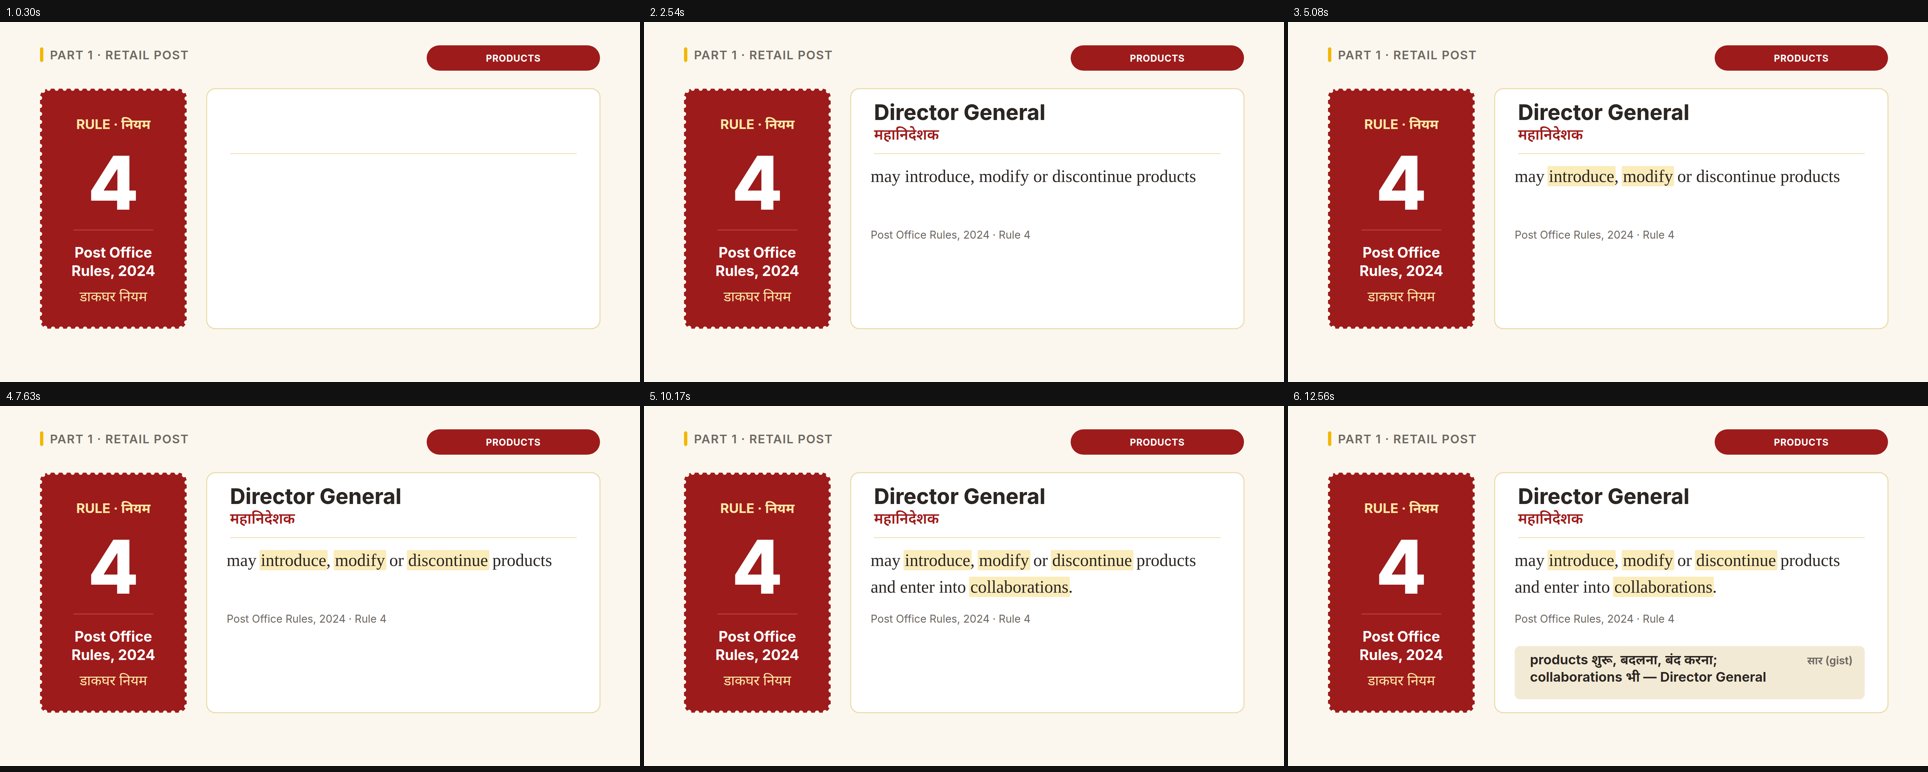 1. 0.30s
PART 1 · RETAIL POST
PRODUCTS
RULE · नियम
4
Post Office
Rules, 2024
डाकघर नियम
2. 2.54s
PART 1 · RETAIL POST
PRODUCTS
RULE · नियम
4
Post Office
Rules, 2024
डाकघर नियम
Director General
महानिदेशक
may introduce, modify or discontinue products
Post Office Rules, 2024 · Rule 4
3. 5.08s
PART 1 · RETAIL POST
PRODUCTS
RULE · नियम
4
Post Office
Rules, 2024
डाकघर नियम
Director General
महानिदेशक
may introduce, modify or discontinue products
Post Office Rules, 2024 · Rule 4
4. 7.63s
PART 1 · RETAIL POST
PRODUCTS
RULE · नियम
4
Post Office
Rules, 2024
डाकघर नियम
Director General
महानिदेशक
may introduce, modify or discontinue products
Post Office Rules, 2024 · Rule 4
5. 10.17s
PART 1 · RETAIL POST
PRODUCTS
RULE · नियम
4
Post Office
Rules, 2024
डाकघर नियम
Director General
महानिदेशक
may introduce, modify or discontinue products
and enter into collaborations.
Post Office Rules, 2024 · Rule 4
6. 12.56s
PART 1 · RETAIL POST
PRODUCTS
RULE · नियम
4
Post Office
Rules, 2024
डाकघर नियम
Director General
महानिदेशक
may introduce, modify or discontinue products
and enter into collaborations.
Post Office Rules, 2024 · Rule 4
products शुरू, बदलना, बंद करना;
सार (gist)
collaborations भी — Director General